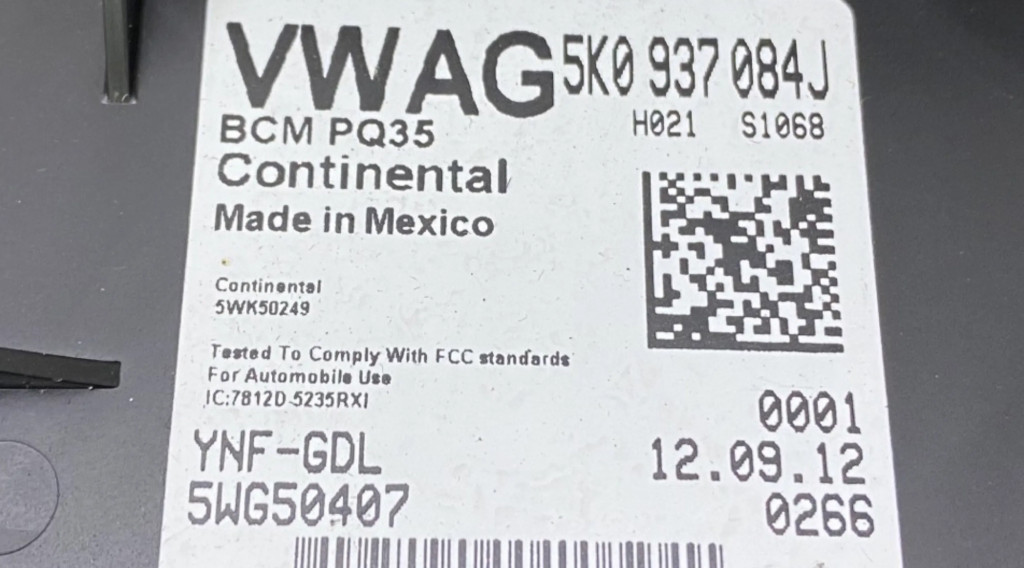 VWAG 5K0 937 084J
H021 S1068
BCM PQ35
Continental
Made in Mexico
Continental
5WK50249
Tested To Comply With FCC standards
For Automobile Use
IC:7812D-5235RXI
0001
YNF-GDL 12.09.12
5WG50407 0266